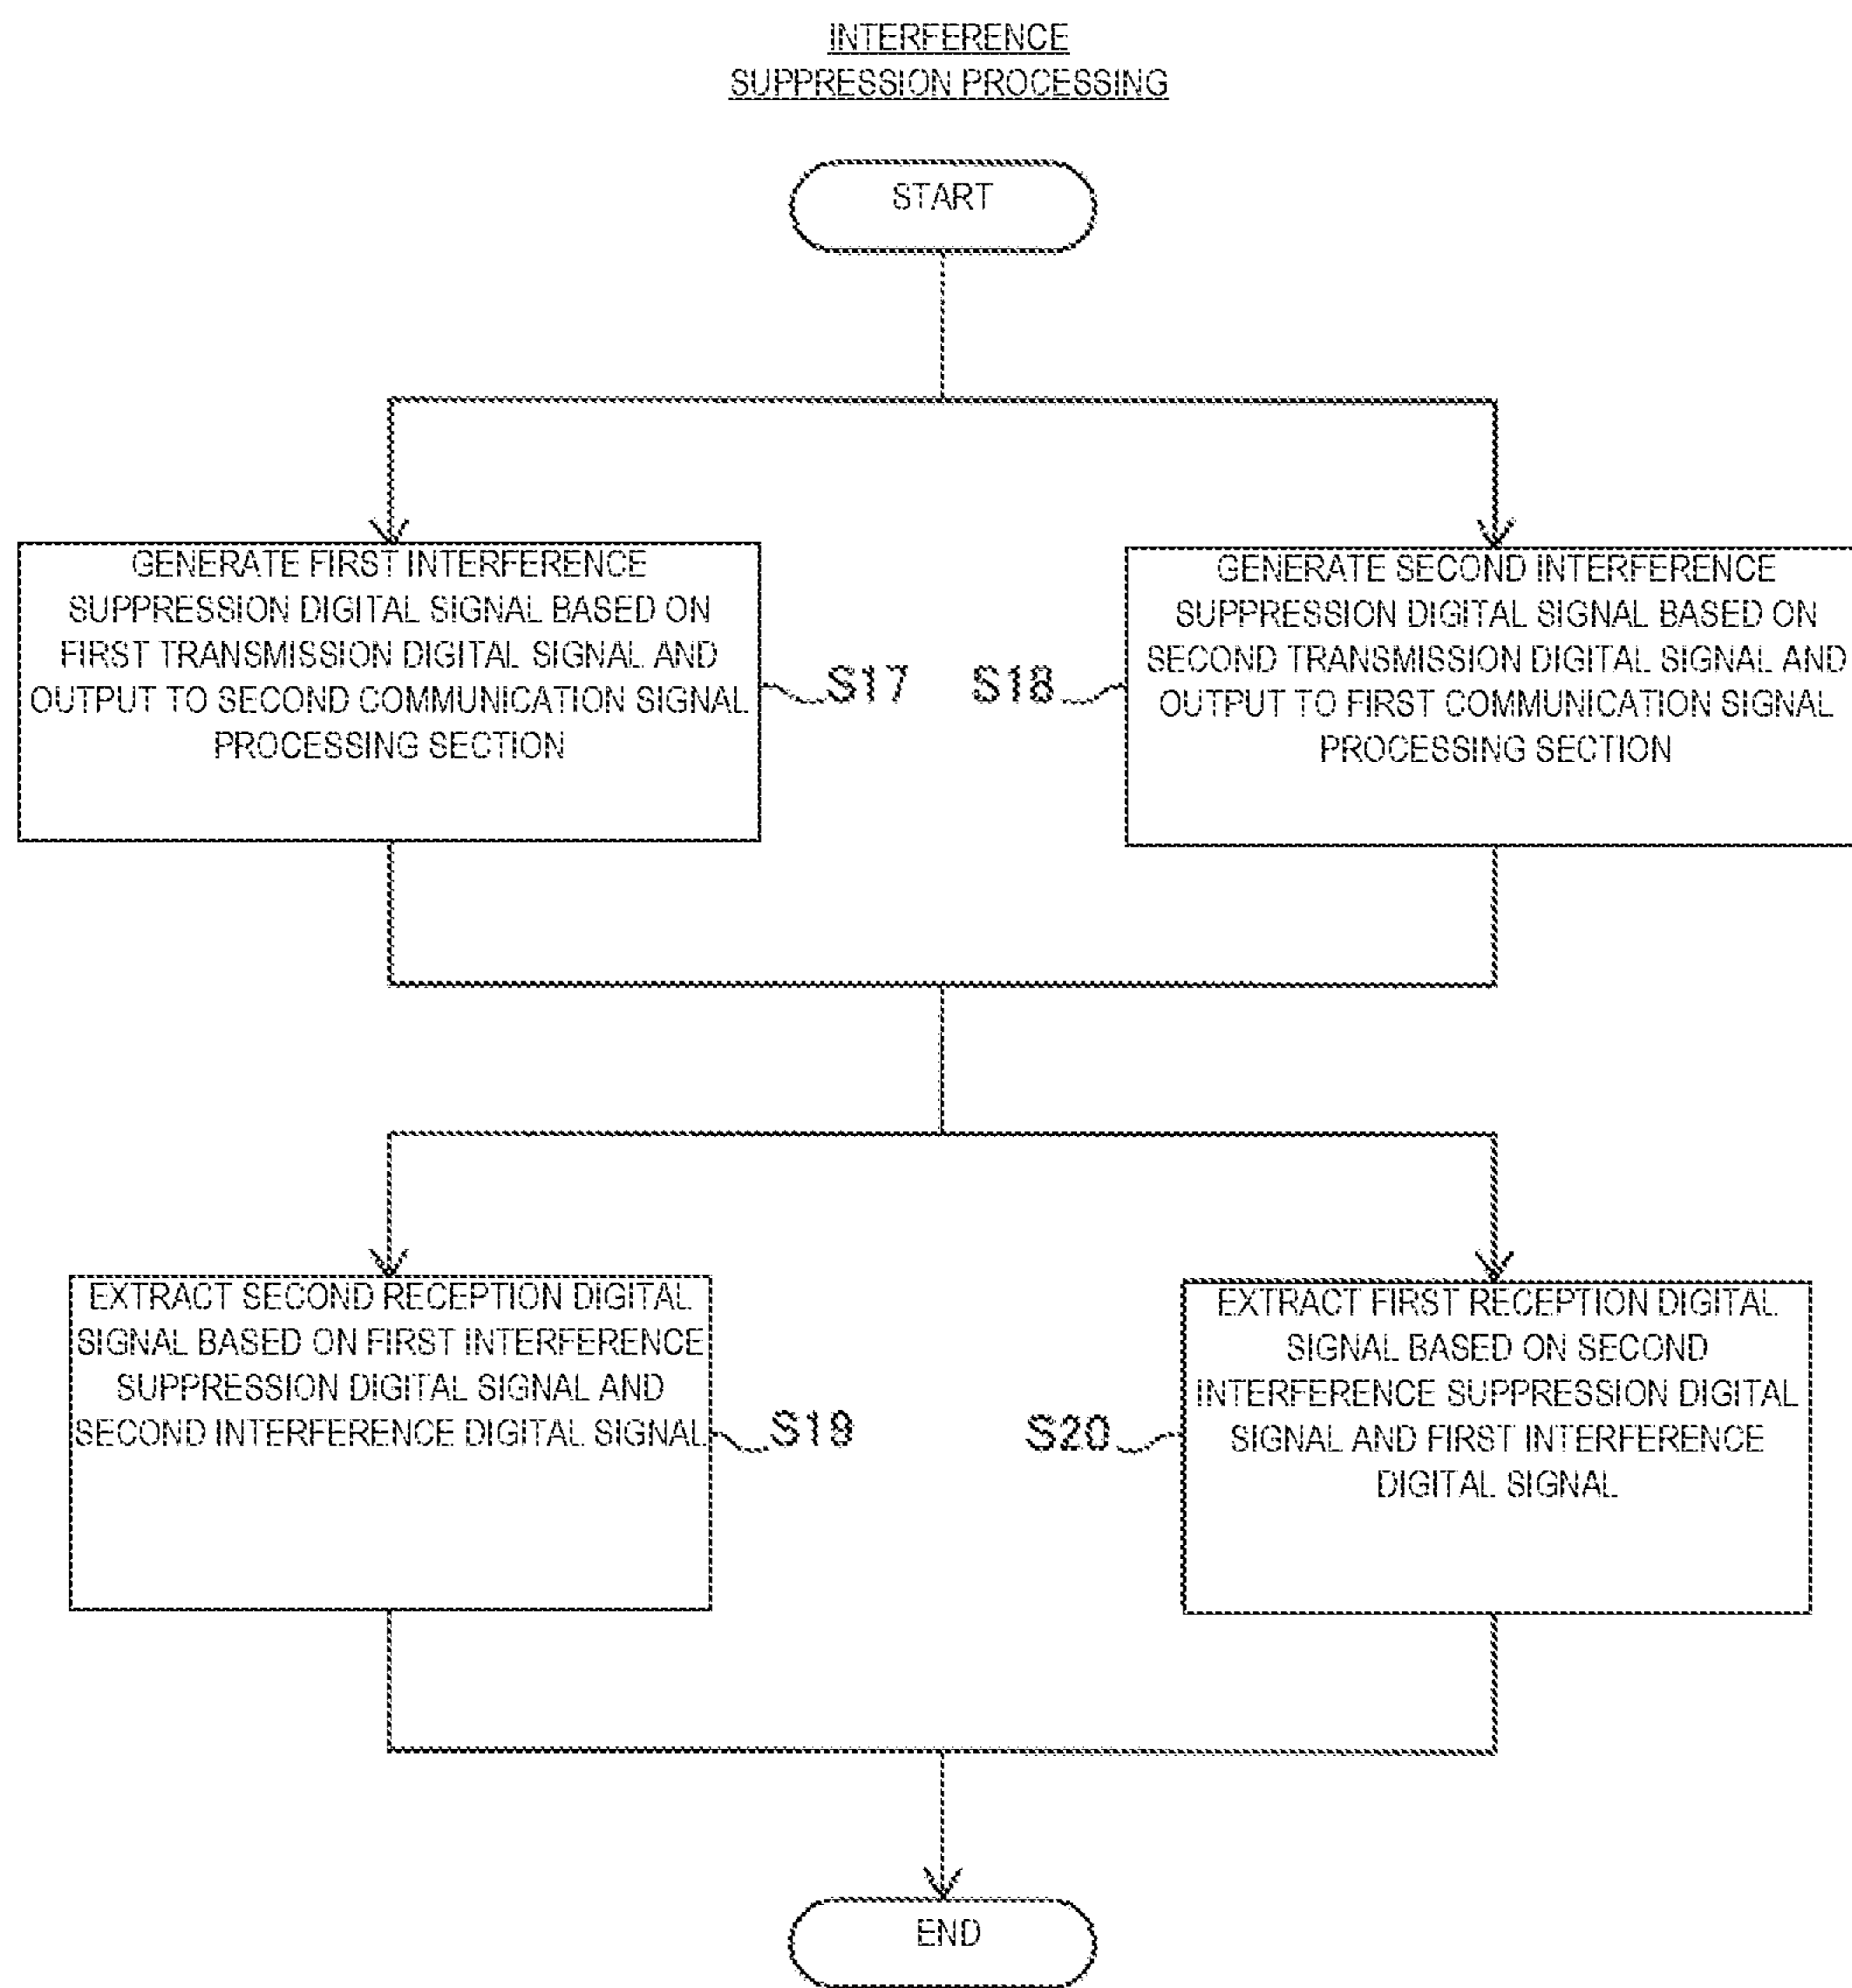 INTERFERENCE
SUPPRESSION PROCESSING
START
GENERATE FIRST INTERFERENCE
SUPPRESSION DIGITAL SIGNAL BASED ON
FIRST TRANSMISSION DIGITAL SIGNAL AND
OUTPUT TO SECOND COMMUNICATION SIGNAL
PROCESSING SECTION
S17
S18
GENERATE SECOND INTERFERENCE
SUPPRESSION DIGITAL SIGNAL BASED ON
SECOND TRANSMISSION DIGITAL SIGNAL AND
OUTPUT TO FIRST COMMUNICATION SIGNAL
PROCESSING SECTION
EXTRACT SECOND RECEPTION DIGITAL
SIGNAL BASED ON FIRST INTERFERENCE
SUPPRESSION DIGITAL SIGNAL AND
SECOND INTERFERENCE DIGITAL SIGNAL
S19
S20
EXTRACT FIRST RECEPTION DIGITAL
SIGNAL BASED ON SECOND
INTERFERENCE SUPPRESSION DIGITAL
SIGNAL AND FIRST INTERFERENCE
DIGITAL SIGNAL
END